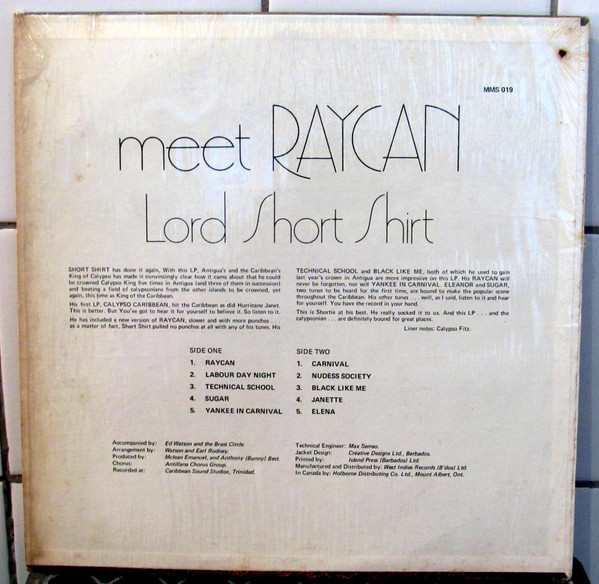 MMS 019
meet RAYCAN
Lord Short Shirt
SHORT SHIRT has done it again. With this LP, Antigua's and the Caribbean's
King of Calypso has made it convincingly clear how it came about that he could
be crowned Calypso King five times in Antigua (and three of them in succession)
and beating a field of calypsonians from the other islands to be crowned, yet
again, this time as King of the Caribbean.
His first LP, CALYPSO CARIBBEAN, hit the Caribbean as did Hurricane Janet.
This is better. But You've got to hear it for yourself to believe it. So listen to it.
He has included a new version of RAYCAN, slower and with more punches . . .
as a matter of fact, Short Shirt pulled no punches at all with any of his tunes. His
TECHNICAL SCHOOL and BLACK LIKE ME, both of which he used to gain
last year's crown in Antigua are more impressive on this LP. His RAYCAN will
never be forgotten, nor will YANKEE IN CARNIVAL. ELEANOR and SUGAR,
two tunes to be heard for the first time, are bound to make the popular scene
throughout the Caribbean. His other tunes . . . well, as I said, listen to it and hear
for yourself. You have the record in your hand.
This is Shortie at his best. He really socked it to us. And this LP . . . and the
calypsonian . . . are definitely bound for great places.
Liner notes: Calypso Fitz.
SIDE ONE
1. RAYCAN
2. LABOUR DAY NIGHT
3. TECHNICAL SCHOOL
4. SUGAR
5. YANKEE IN CARNIVAL
SIDE TWO
1. CARNIVAL
2. NUDESS SOCIETY
3. BLACK LIKE ME
4. JANETTE
5. ELENA
Accompanied by: Ed Watson and the Brass Circle.
Arrangement by: Watson and Earl Rodney.
Produced by: Mclean Emanuel, and Anthony (Bunny) Best.
Chorus: Antillana Chorus Group.
Recorded at: Caribbean Sound Studios, Trinidad.
Technical Engineer: Max Serrao.
Jacket Design: Creative Designs Ltd., Barbados.
Printed by: Island Press (Barbados) Ltd.
Manufactured and Distributed by: West Indies Records (B'dos) Ltd.
In Canada by: Holborne Distributing Co. Ltd., Mount Albert, Ont.